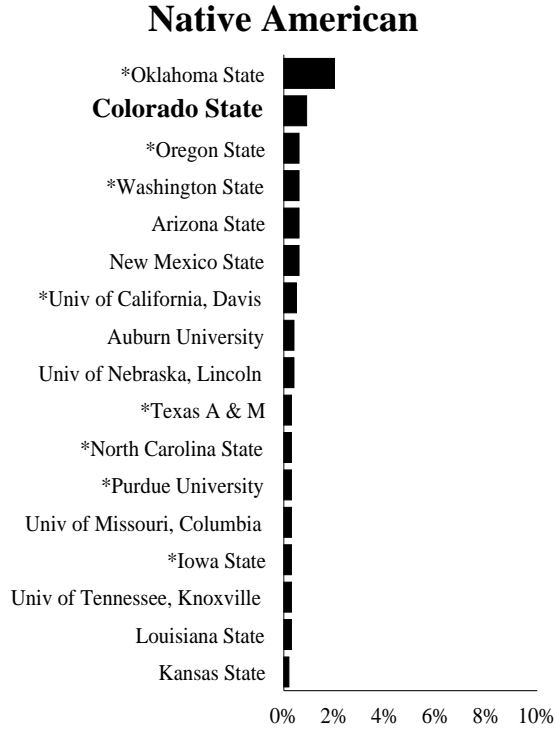 Native American
*Oklahoma State
Colorado State
*Oregon State
*Washington State
Arizona State
New Mexico State
*Univ of California, Davis
Auburn University
Univ of Nebraska, Lincoln
*Texas A & M
*North Carolina State
*Purdue University
Univ of Missouri, Columbia
*Iowa State
Univ of Tennessee, Knoxville
Louisiana State
Kansas State
0% 2% 4% 6% 8% 10%